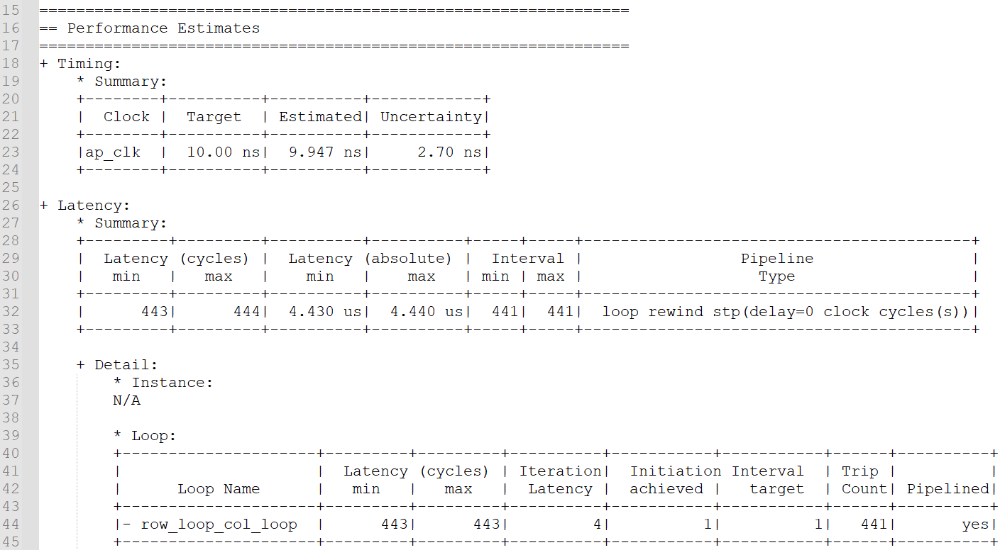 15 ================================================================
16 == Performance Estimates
17 ================================================================
18 + Timing:
19     * Summary:
20     +--------+----------+----------+------------+
21     |  Clock |  Target  | Estimated| Uncertainty|
22     +--------+----------+----------+------------+
23     |ap_clk  |  10.00 ns|  9.947 ns|     2.70 ns|
24     +--------+----------+----------+------------+
25
26 + Latency:
27     * Summary:
28     +---------+---------+----------+----------+-----+-----+------------------------------------------+
29     |  Latency (cycles) |  Latency (absolute) |  Interval |                 Pipeline                 |
30     |   min   |   max   |    min   |    max   | min | max |                   Type                   |
31     +---------+---------+----------+----------+-----+-----+------------------------------------------+
32     |      443|      444|  4.430 us|  4.440 us|  441|  441|  loop rewind stp(delay=0 clock cycles(s))|
33     +---------+---------+----------+----------+-----+-----+------------------------------------------+
34
35     + Detail:
36         * Instance:
37         N/A
38
39         * Loop:
40         +---------------------+---------+---------+----------+-----------+-----------+------+----------+
41         |                     |  Latency (cycles) | Iteration|  Initiation Interval  | Trip |          |
42         |      Loop Name      |   min   |   max   |  Latency |  achieved |   target  | Count| Pipelined|
43         +---------------------+---------+---------+----------+-----------+-----------+------+----------+
44         |- row_loop_col_loop  |      443|      443|         4|          1|          1|   441|       yes|
45         +---------------------+---------+---------+----------+-----------+-----------+------+----------+